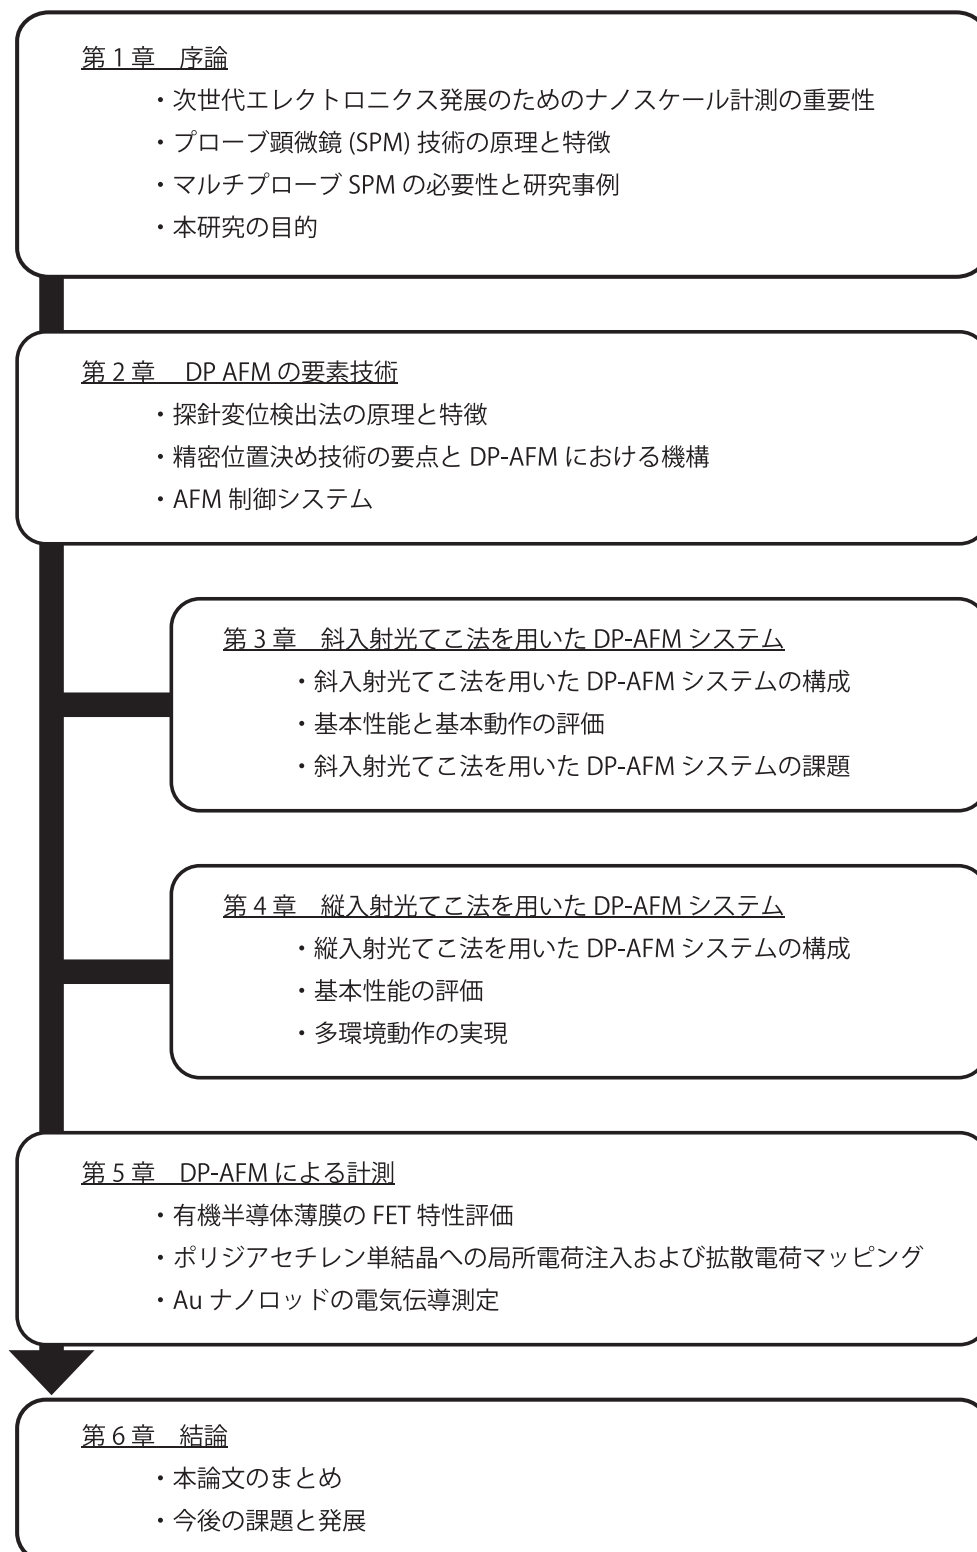 第 1 章　序論
・次世代エレクトロニクス発展のためのナノスケール計測の重要性
・プローブ顕微鏡 (SPM) 技術の原理と特徴
・マルチプローブ SPM の必要性と研究事例
・本研究の目的
第 2 章　DP AFM の要素技術
・探針変位検出法の原理と特徴
・精密位置決め技術の要点と DP-AFM における機構
・AFM 制御システム
第 3 章　斜入射光てこ法を用いた DP-AFM システム
・斜入射光てこ法を用いた DP-AFM システムの構成
・基本性能と基本動作の評価
・斜入射光てこ法を用いた DP-AFM システムの課題
第 4 章　縦入射光てこ法を用いた DP-AFM システム
・縦入射光てこ法を用いた DP-AFM システムの構成
・基本性能の評価
・多環境動作の実現
第 5 章　DP-AFM による計測
・有機半導体薄膜の FET 特性評価
・ポリジアセチレン単結晶への局所電荷注入および拡散電荷マッピング
・Au ナノロッドの電気伝導測定
第 6 章　結論
・本論文のまとめ
・今後の課題と発展